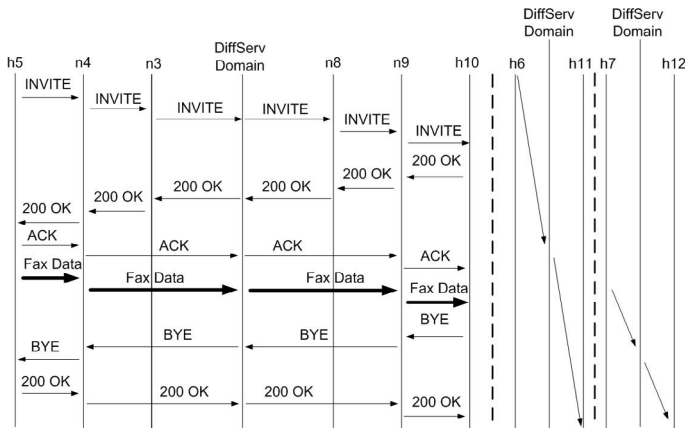 DiffServ
Domain
DiffServ
Domain
DiffServ
Domain
h5 n4 n3 n8 n9 h10 h6 h11 h7 h12
INVITE
INVITE
INVITE
INVITE
INVITE
INVITE
200 OK
200 OK
200 OK
200 OK
200 OK
200 OK
ACK
ACK
ACK
ACK
Fax Data
Fax Data
Fax Data
Fax Data
BYE
BYE
BYE
BYE
200 OK
200 OK
200 OK
200 OK